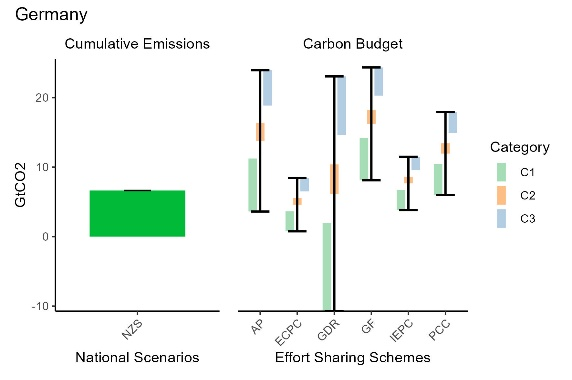 Germany
Cumulative Emissions
Carbon Budget
GtCO2
20
10
0
-10
NZS
AP
ECPC
GDR
GF
IEPC
PCC
National Scenarios
Effort Sharing Schemes
Category
C1
C2
C3